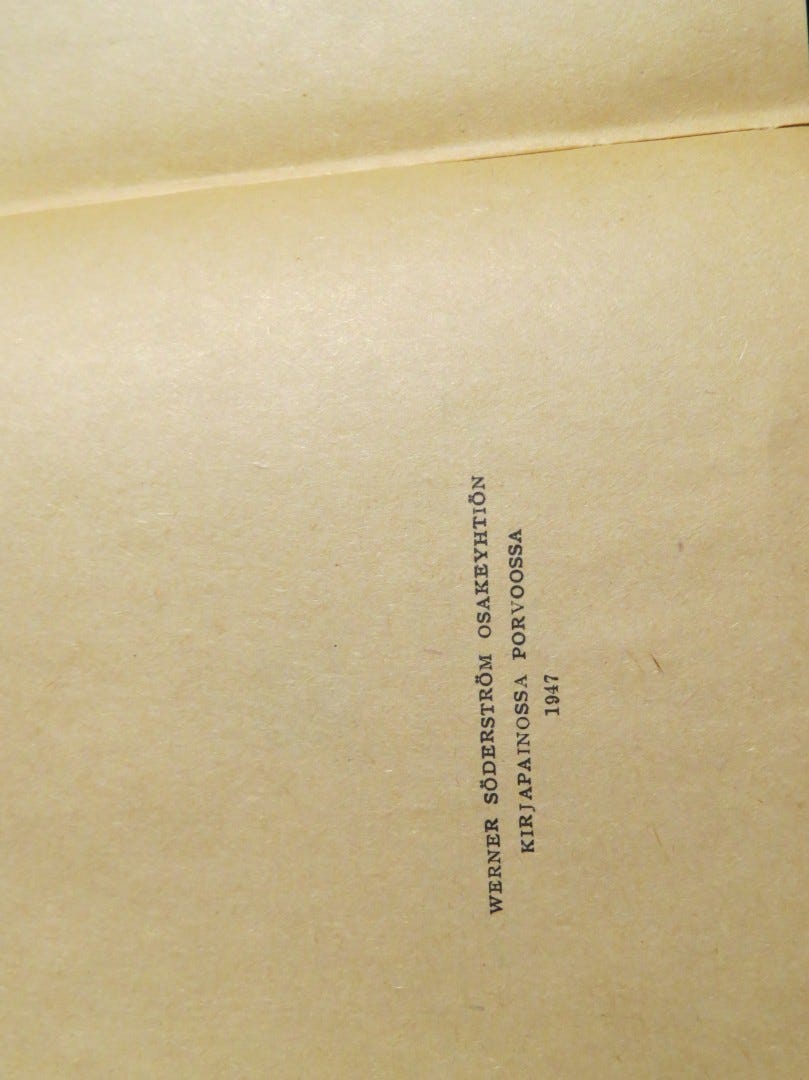 WERNER SÖDERSTRÖM OSAKEYHTIÖN
KIRJAPAINOSSA PORVOOSSA
1947